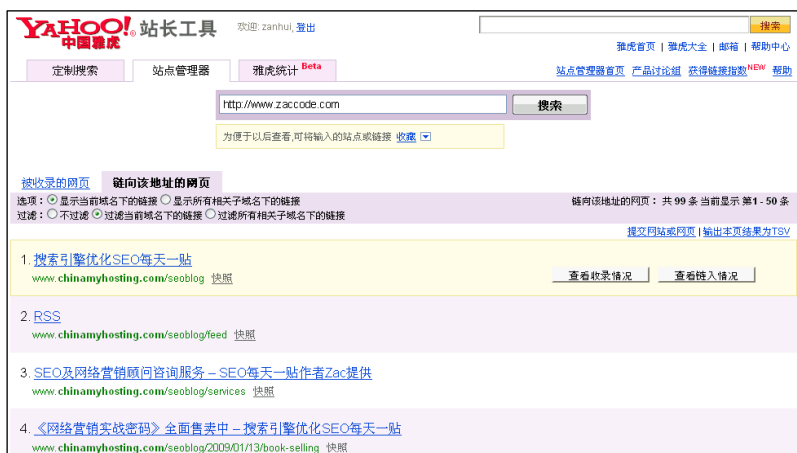 YAHOO!® 中国雅虎 站长工具 欢迎: zanhui, 登出
搜索
雅虎首页 | 雅虎大全 | 邮箱 | 帮助中心
定制搜索 站点管理器 雅虎统计 Beta 站点管理器首页 产品讨论组 获得链接指数NEW 帮助
http://www.zaccode.com 搜索
为便于以后查看,可将输入的站点或链接 收藏
被收录的网页 链向该地址的网页
选项：显示当前域名下的链接 显示所有相关子域名下的链接 链向该地址的网页： 共 99 条 当前显示 第1 - 50 条
过滤：不过滤 过滤当前域名下的链接 过滤所有相关子域名下的链接
提交网站或网页 | 输出本页结果为TSV
1. 搜索引擎优化SEO每天一贴
www.chinamyhosting.com/seoblog 快照 查看收录情况 查看链入情况
2. RSS
www.chinamyhosting.com/seoblog/feed 快照
3. SEO及网络营销顾问咨询服务 – SEO每天一贴作者Zac提供
www.chinamyhosting.com/seoblog/services 快照
4. 《网络营销实战密码》全面售卖中 – 搜索引擎优化SEO每天一贴
www.chinamyhosting.com/seoblog/2009/01/13/book-selling 快照